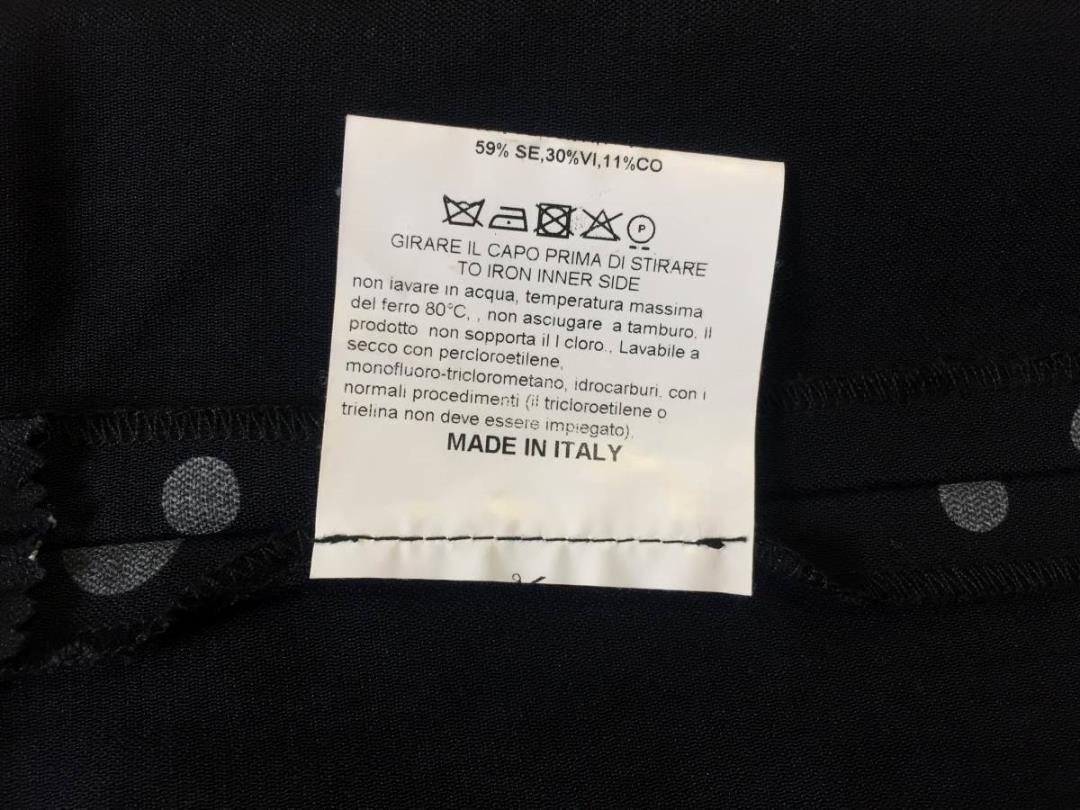 59% SE,30%VI,11%CO
P
GIRARE IL CAPO PRIMA DI STIRARE
TO IRON INNER SIDE
non lavare in acqua, temperatura massima
del ferro 80°C, , non asciugare a tamburo, il
prodotto non sopporta il l cloro., Lavabile a
secco con percloroetilene,
monofluoro-triclorometano, idrocarburi, con i
normali procedimenti (il tricloroetilene o
trielina non deve essere impiegato),
MADE IN ITALY